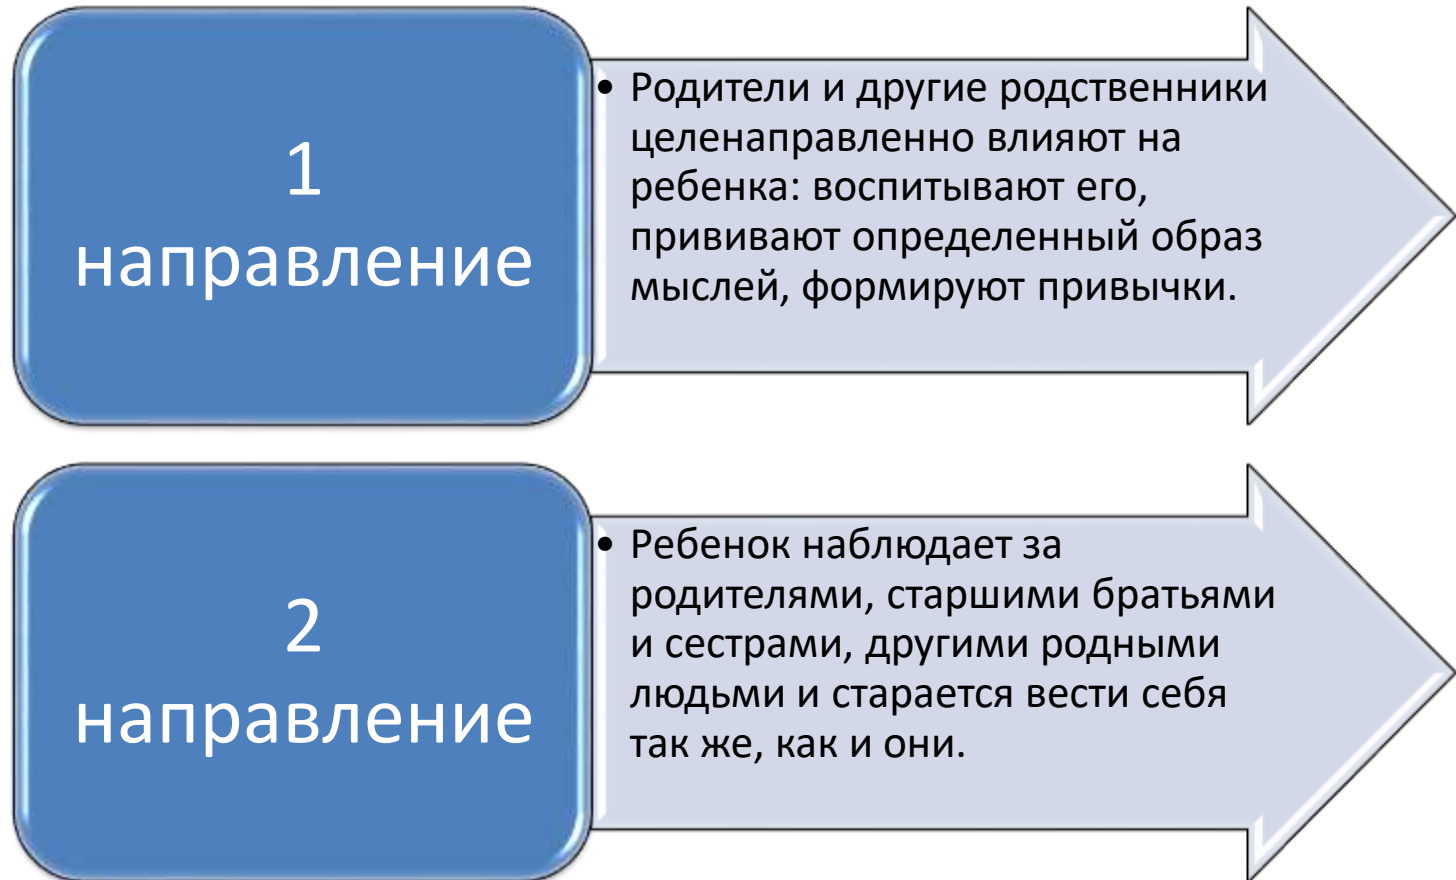 1
направление
• Родители и другие родственники
целенаправленно влияют на
ребенка: воспитывают его,
прививают определенный образ
мыслей, формируют привычки.
2
направление
• Ребенок наблюдает за
родителями, старшими братьями
и сестрами, другими родными
людьми и старается вести себя
так же, как и они.